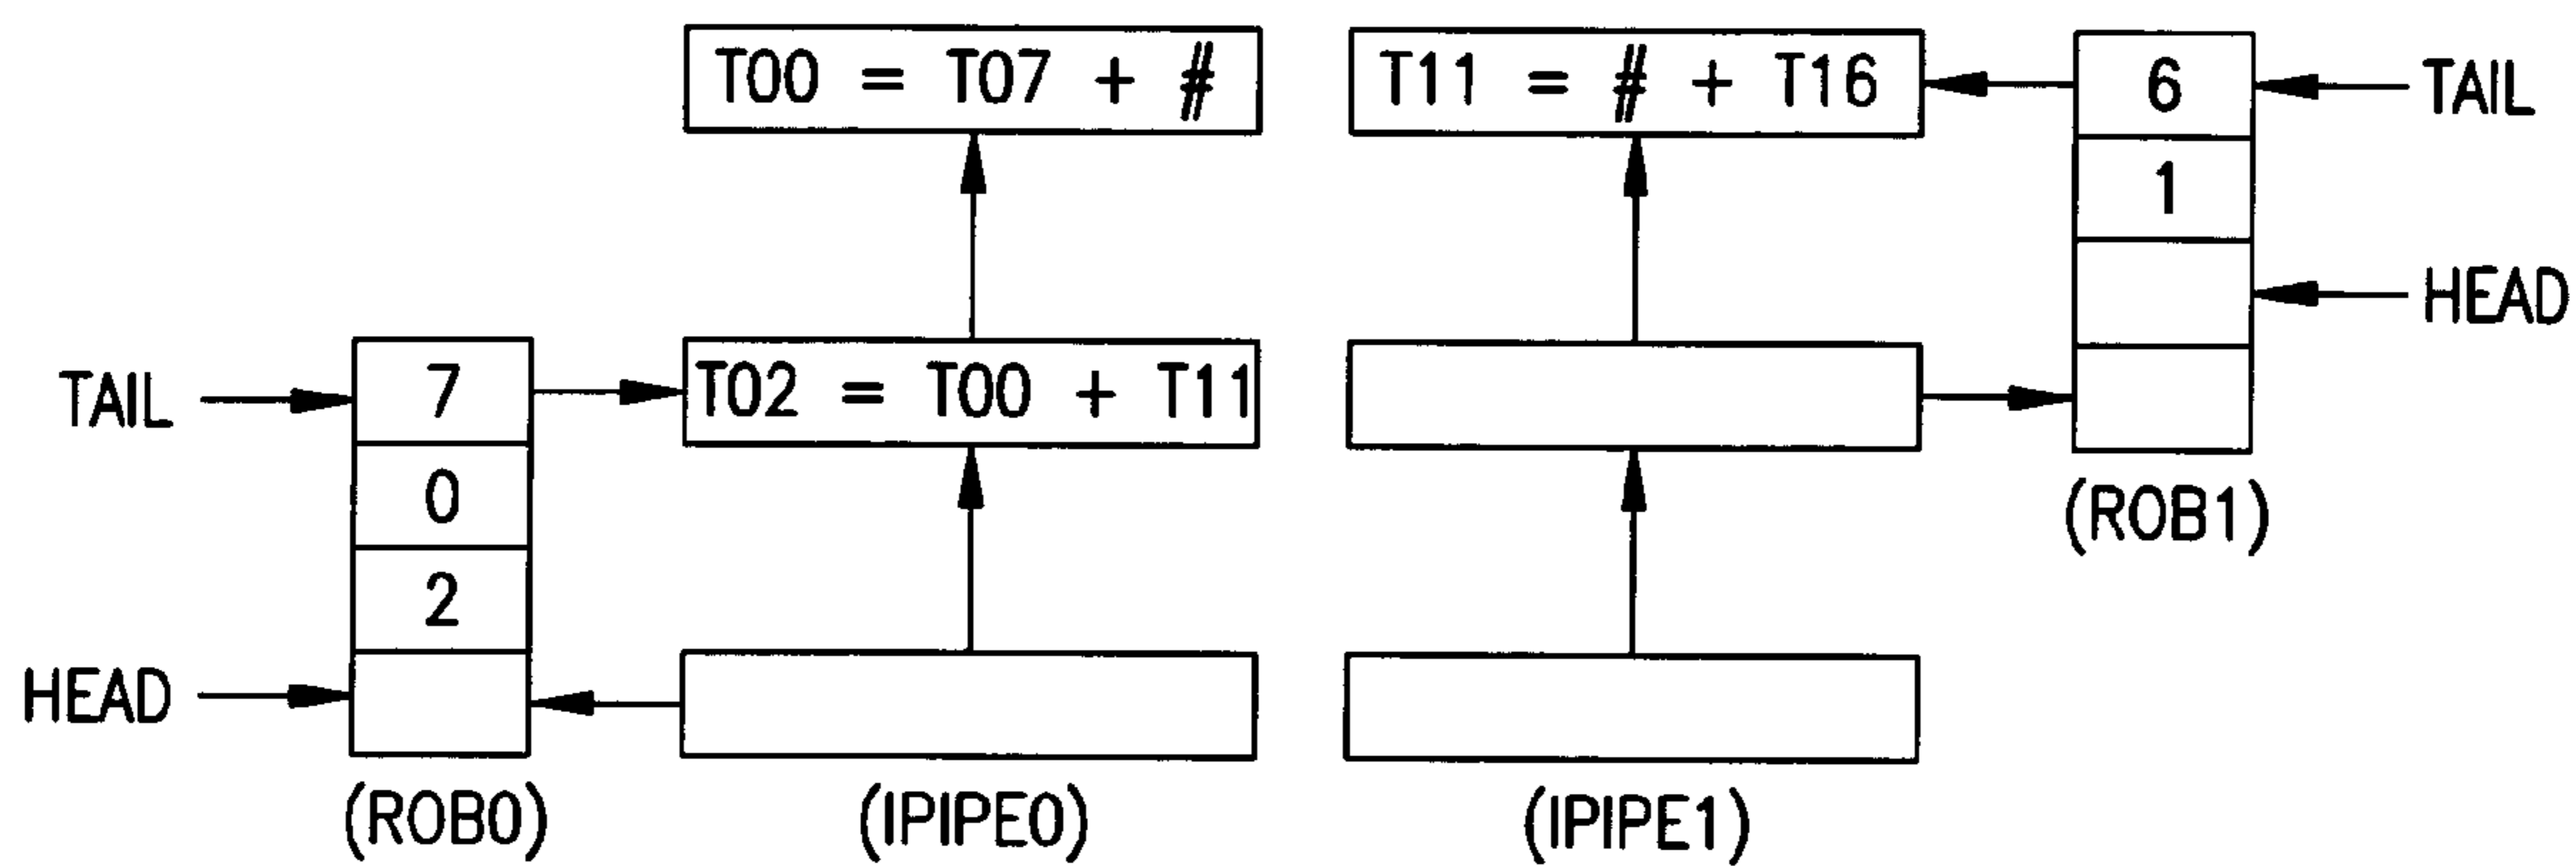 T00 = T07 + #
T11 = # + T16
6
TAIL
1
HEAD
TAIL
7
T02 = T00 + T11
0
2
HEAD
(ROB1)
(ROB0)
(IPIPE0)
(IPIPE1)